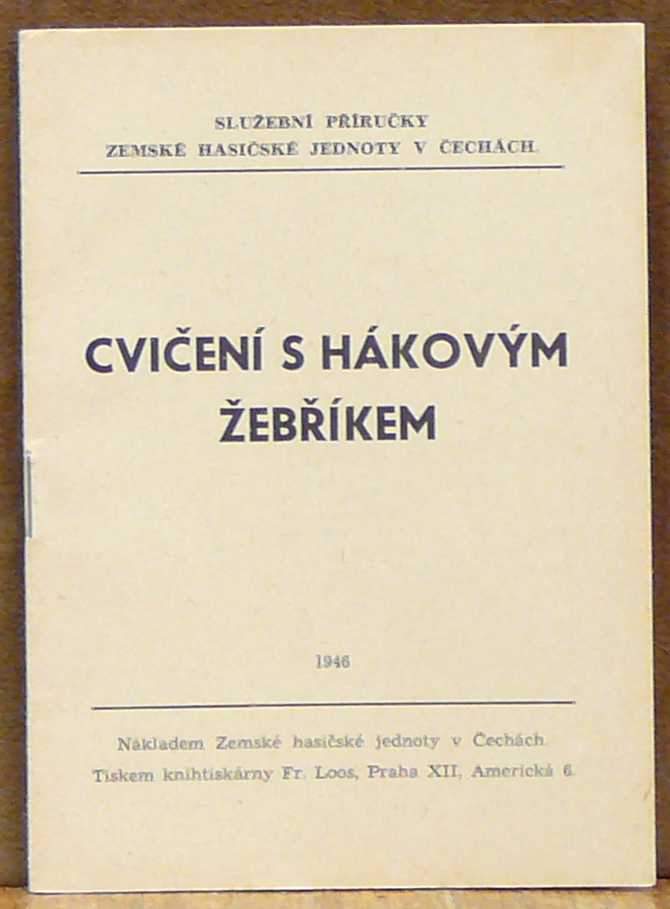 SLUŽEBNÍ PŘÍRUČKY
ZEMSKÉ HASIČSKÉ JEDNOTY V ČECHÁCH.
CVIČENÍ S HÁKOVÝM
ŽEBŘÍKEM
1946
Nákladem Zemské hasičské jednoty v Čechách.
Tiskem knihtiskárny Fr. Loos, Praha XII, Americká 6.